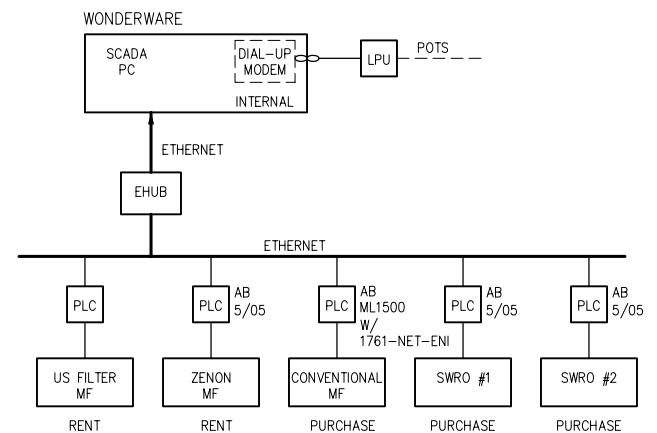 WONDERWARE
SCADA
PC
DIAL-UP
MODEM
INTERNAL
LPU
POTS
ETHERNET
EHUB
ETHERNET
PLC
PLC
AB
5/05
PLC
AB
ML1500
W/
1761-NET-ENI
PLC
AB
5/05
PLC
AB
5/05
US FILTER
MF
ZENON
MF
CONVENTIONAL
MF
SWRO #1
SWRO #2
RENT
RENT
PURCHASE
PURCHASE
PURCHASE